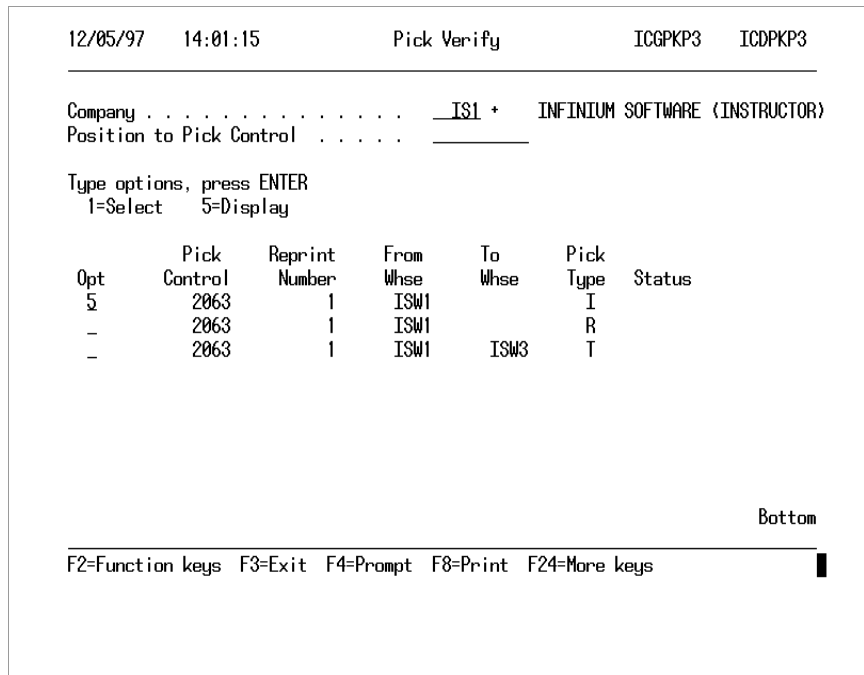 12/05/97 14:01:15 Pick Verify ICGPKP3 ICDPKP3
Company . . . . . . . . . . . . . . IS1 + INFINIUM SOFTWARE (INSTRUCTOR)
Position to Pick Control . . . . .
Type options, press ENTER
1=Select 5=Display
Pick Reprint From To Pick
Opt Control Number Whse Whse Type Status
5 2063 1 ISW1 I
_ 2063 1 ISW1 R
_ 2063 1 ISW1 ISW3 T
Bottom
F2=Function keys F3=Exit F4=Prompt F8=Print F24=More keys